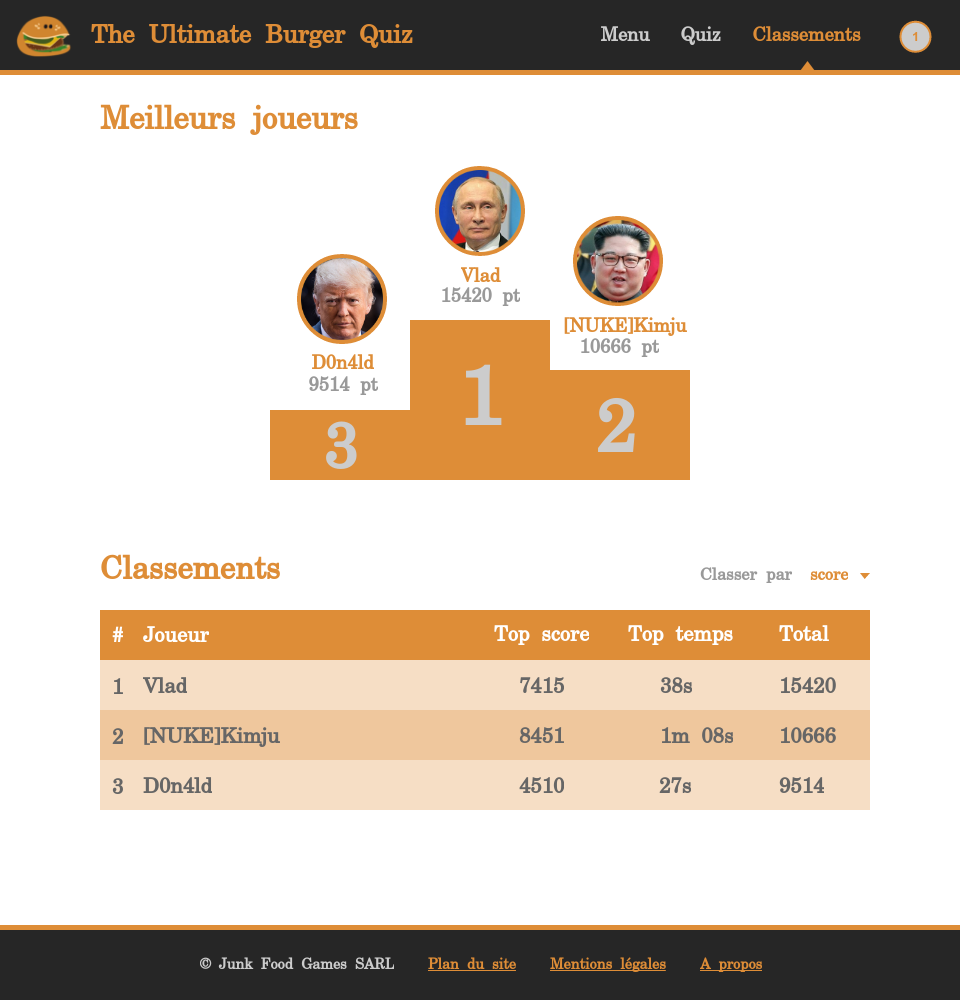 The Ultimate Burger Quiz
Menu Quiz Classements 1
Meilleurs joueurs
Vlad
15420 pt
[NUKE]Kimju
10666 pt
D0n4ld
9514 pt
1
2
3
Classements
Classer par score
# Joueur Top score Top temps Total
1 Vlad 7415 38s 15420
2 [NUKE]Kimju 8451 1m 08s 10666
3 D0n4ld 4510 27s 9514
© Junk Food Games SARL Plan du site Mentions légales A propos